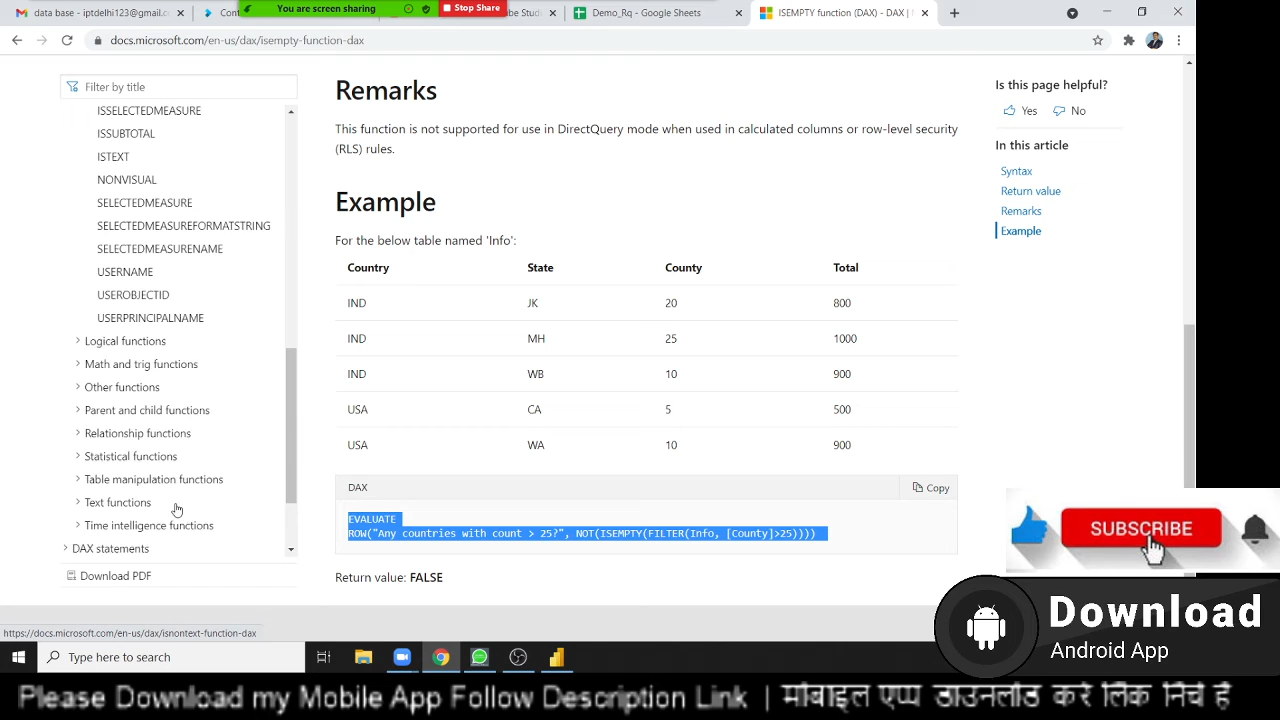 data base - iptdelhi123@gmail.c
Con
You are screen sharing
Stop Share
be Stud
Demo_Rq - Google Sheets
ISEMPTY function (DAX) - DAX |
docs.microsoft.com/en-us/dax/isempty-function-dax
Filter by title
ISSELECTEDMEASURE
ISSUBTOTAL
ISTEXT
NONVISUAL
SELECTEDMEASURE
SELECTEDMEASUREFORMATSTRING
SELECTEDMEASURENAME
USERNAME
USEROBJECTID
USERPRINCIPALNAME
Logical functions
Math and trig functions
Other functions
Parent and child functions
Relationship functions
Statistical functions
Table manipulation functions
Text functions
Time intelligence functions
DAX statements
Download PDF
https://docs.microsoft.com/en-us/dax/isnontext-function-dax
Remarks
This function is not supported for use in DirectQuery mode when used in calculated columns or row-level security
(RLS) rules.
Example
For the below table named 'Info':
Country State County Total
IND JK 20 800
IND MH 25 1000
IND WB 10 900
USA CA 5 500
USA WA 10 900
DAX
Copy
EVALUATE
ROW("Any countries with count > 25?", NOT(ISEMPTY(FILTER(Info, [County]>25))))
Return value: FALSE
Is this page helpful?
Yes No
In this article
Syntax
Return value
Remarks
Example
SUBSCRIBE
Download
Android App
Type here to search
Please Download my Mobile App Follow Description Link | मोबाइल एप्प डाउनलोड करे लिंक निचे है